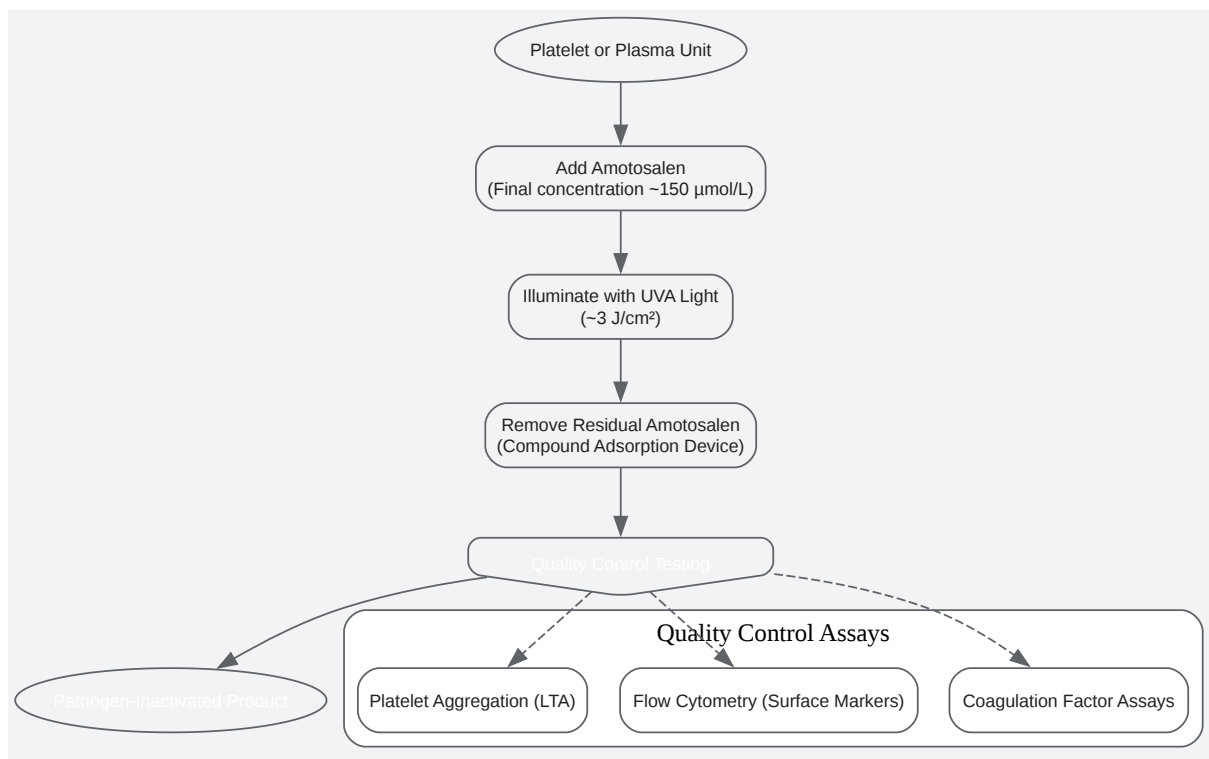 Platelet or Plasma Unit
Add Amotosalen
(Final concentration ~150 µmol/L)
Illuminate with UVA Light
(~3 J/cm²)
Remove Residual Amotosalen
(Compound Adsorption Device)
Quality Control Testing
Quality Control Assays
Pathogen-Inactivated Product
Platelet Aggregation (LTA)
Flow Cytometry (Surface Markers)
Coagulation Factor Assays